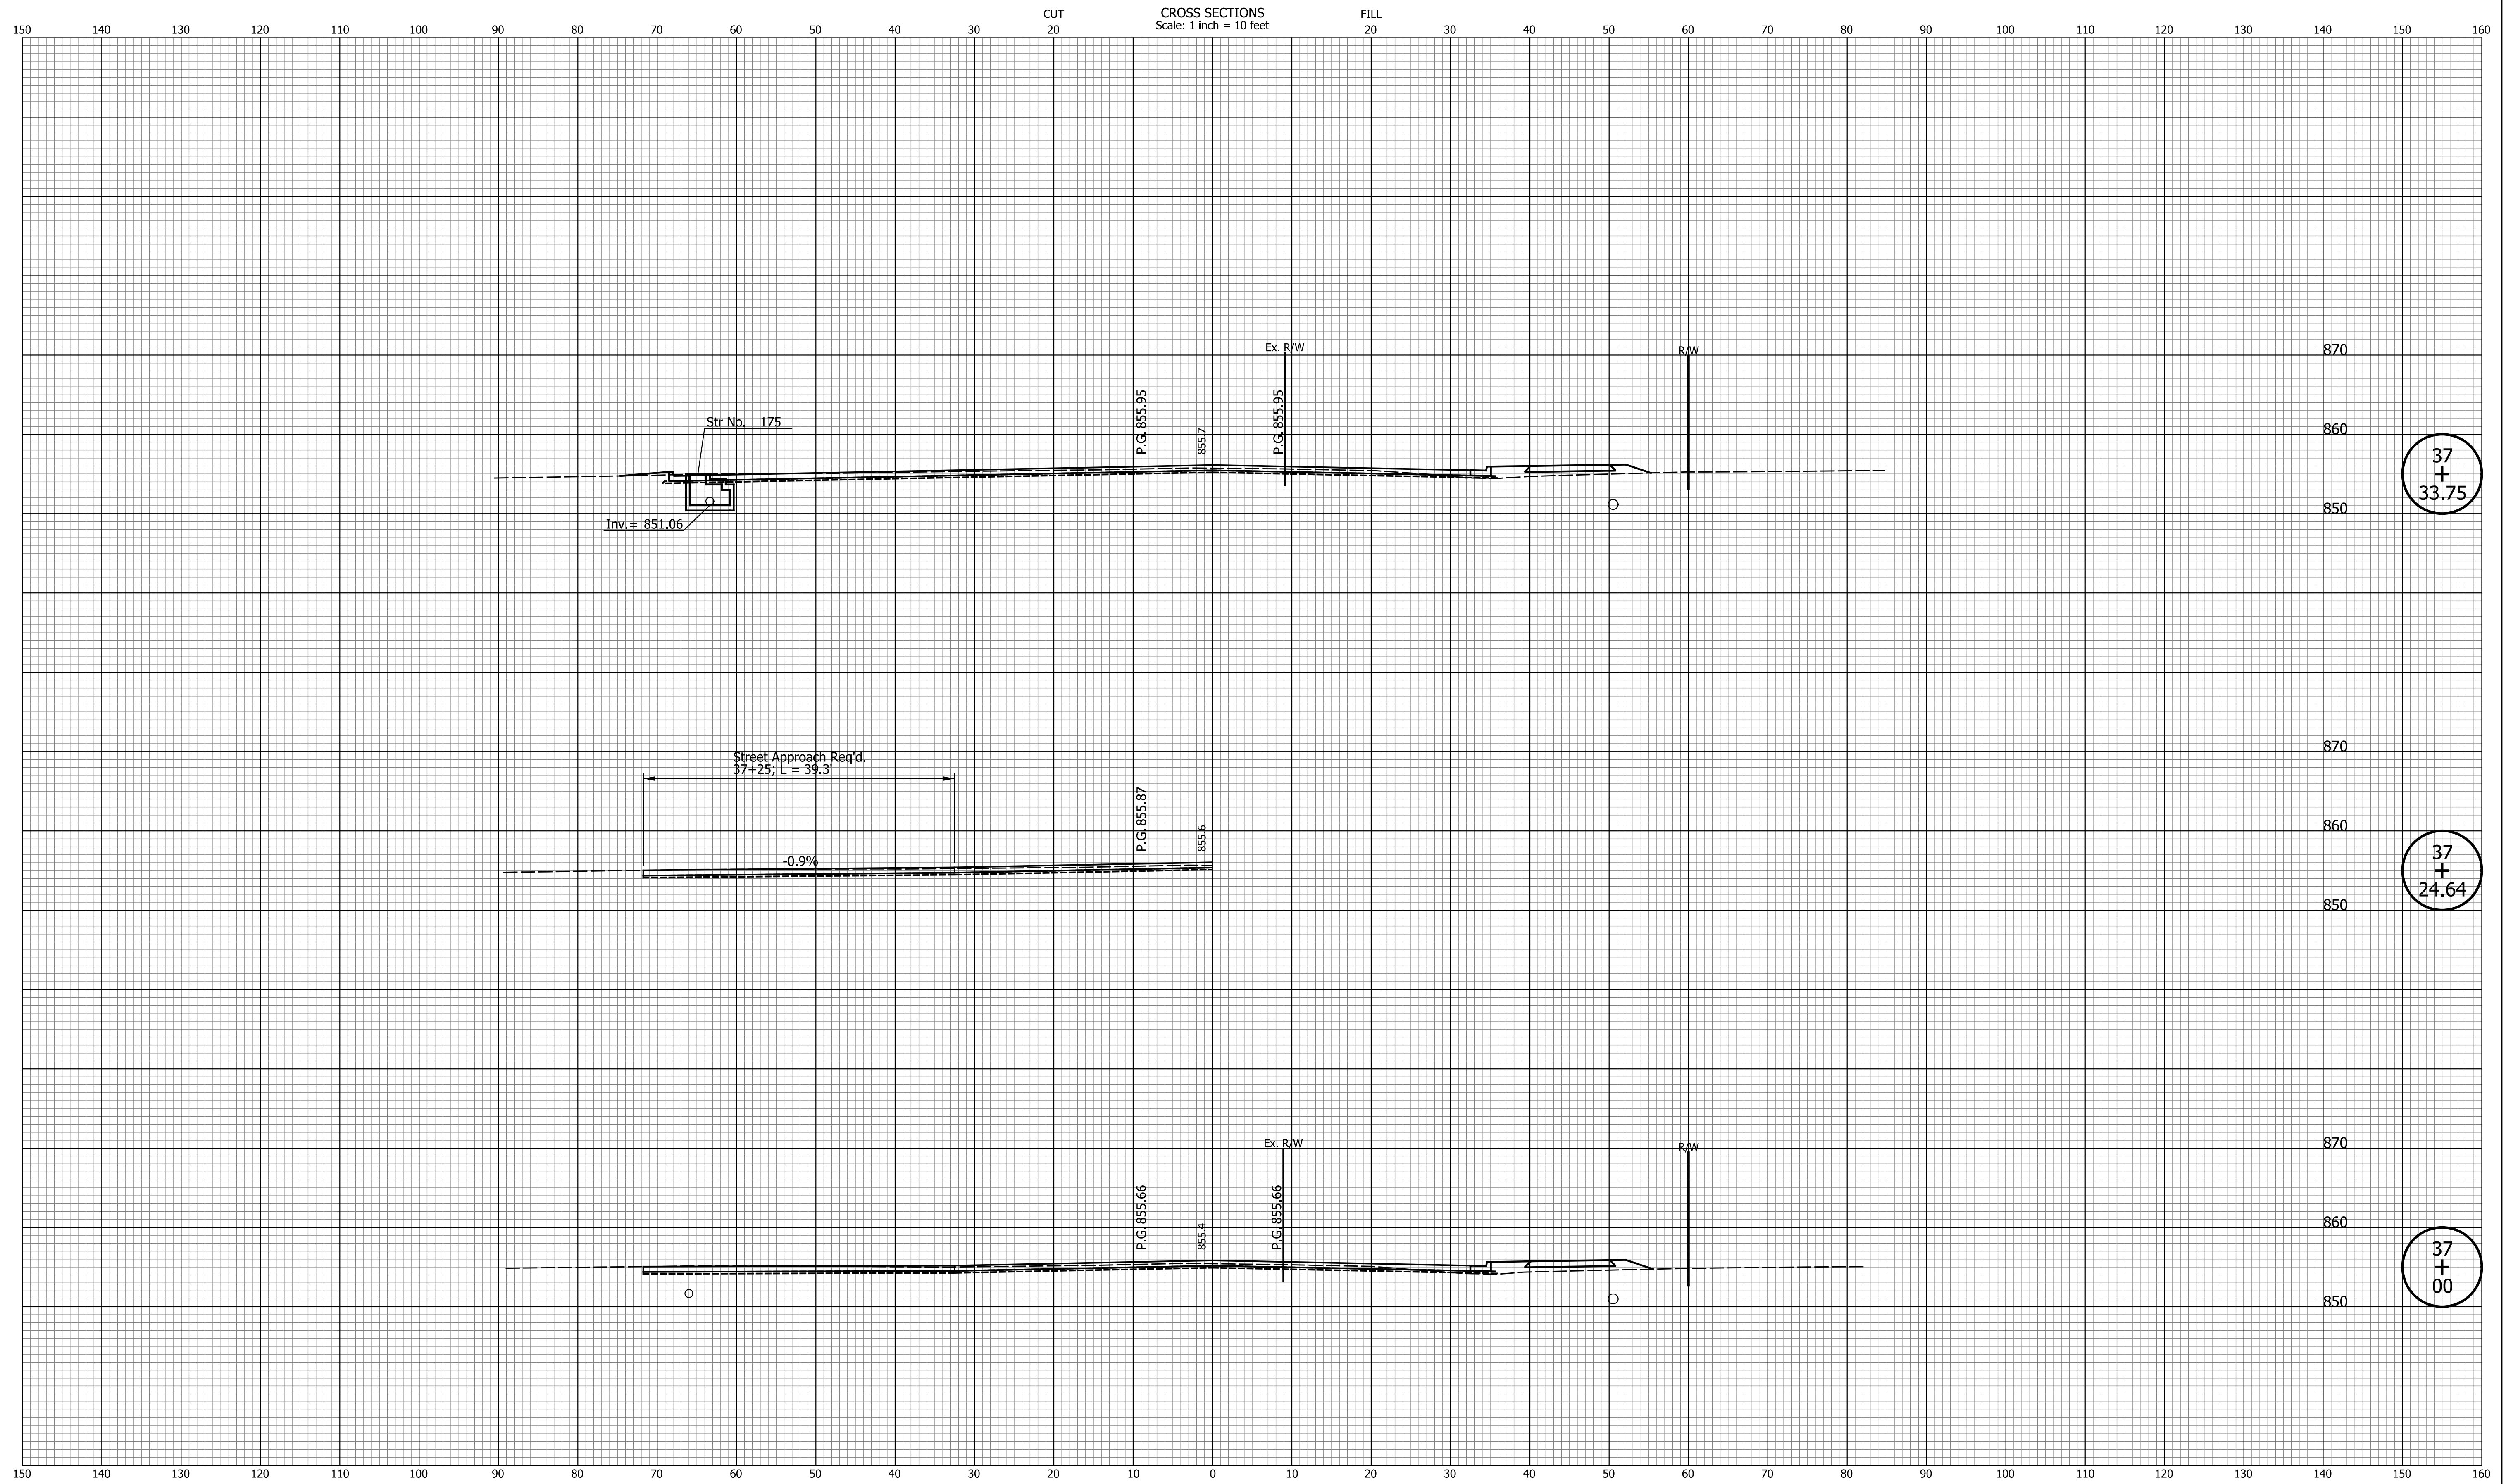 CUT CROSS SECTIONS FILL
Scale: 1 inch = 10 feet
150 140 130 120 110 100 90 80 70 60 50 40 30 20 20 30 40 50 60 70 80 90 100 110 120 130 140 150 160
Ex. R/W
R/W
870
P.G. 855.95
855.7
P.G. 855.95
Str No. 175
860
37
+
33.75
Inv.= 851.06
850
870
Street Approach Req'd.
37+25; L = 39.3'
P.G. 855.87
855.6
860
-0.9%
37
+
24.64
850
Ex. R/W
R/W
870
P.G. 855.66
855.4
P.G. 855.66
860
37
+
00
850
150 140 130 120 110 100 90 80 70 60 50 40 30 20 10 0 10 20 30 40 50 60 70 80 90 100 110 120 130 140 150 160